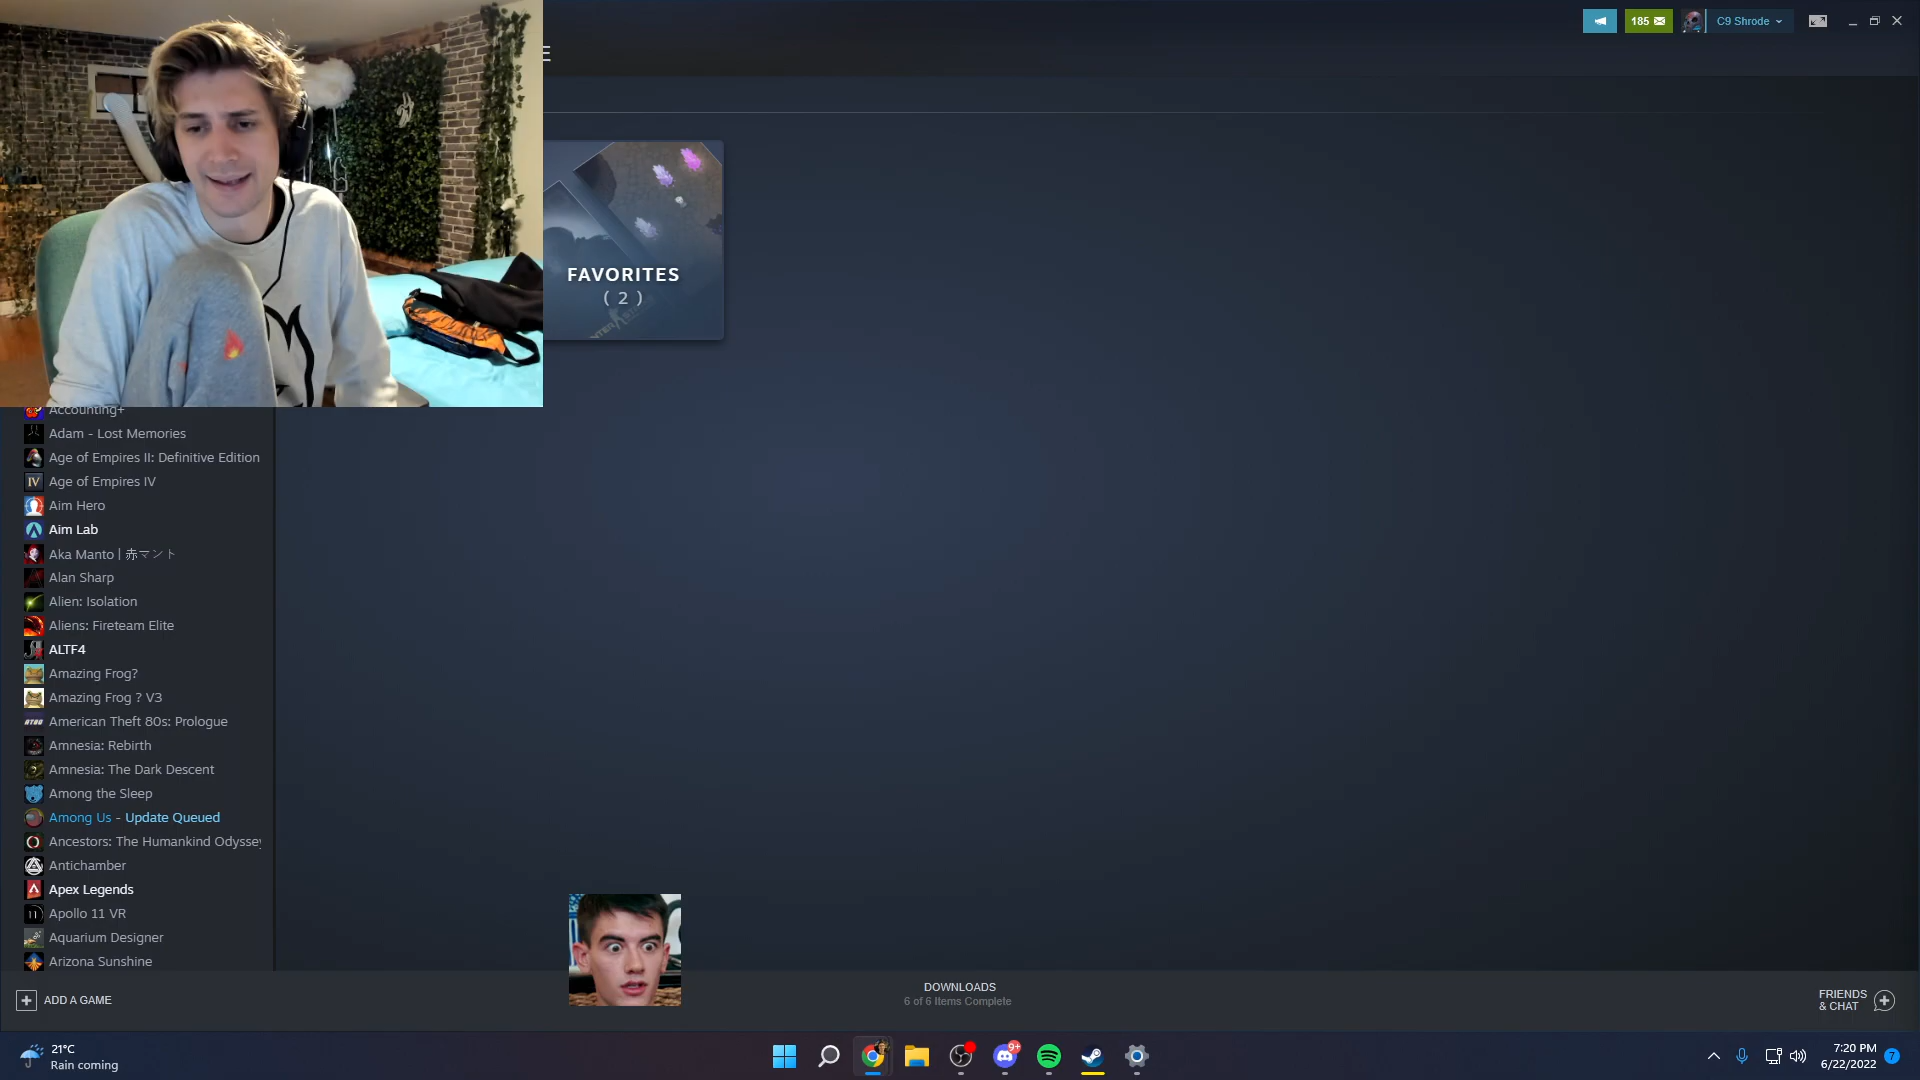 E
185
C9 Shrode
FAVORITES
( 2 )
Accounting+
Adam - Lost Memories
Age of Empires II: Definitive Edition
IV Age of Empires IV
Aim Hero
Aim Lab
Aka Manto | 赤マント
Alan Sharp
Alien: Isolation
Aliens: Fireteam Elite
ALTF4
Amazing Frog?
Amazing Frog ? V3
American Theft 80s: Prologue
Amnesia: Rebirth
Amnesia: The Dark Descent
Among the Sleep
Among Us - Update Queued
Ancestors: The Humankind Odyssey
Antichamber
Apex Legends
11 Apollo 11 VR
Aquarium Designer
Arizona Sunshine
ADD A GAME
DOWNLOADS
6 of 6 Items Complete
FRIENDS
& CHAT
21°C
Rain coming
9+
7:20 PM
6/22/2022
7